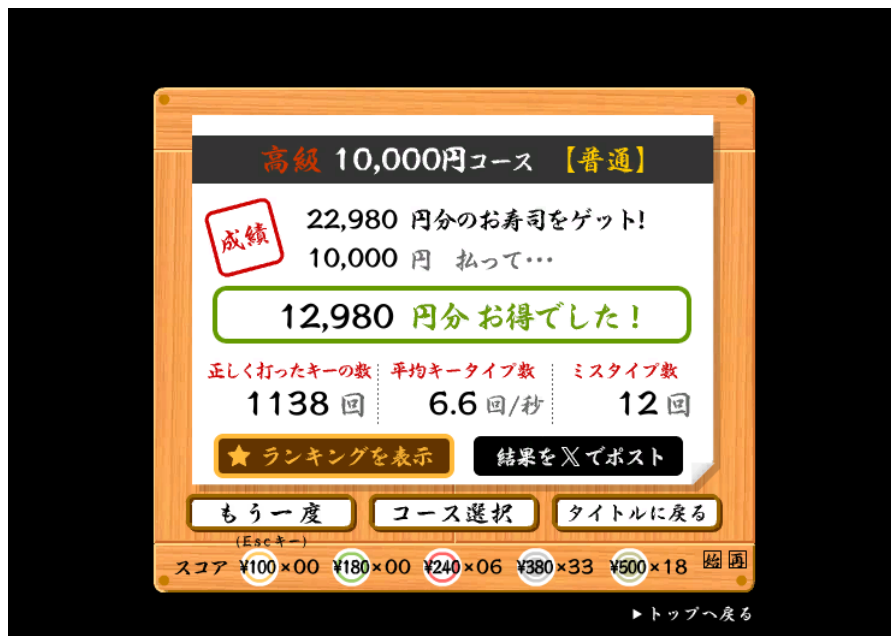 高級 10,000円コース 【普通】
成績
22,980 円分のお寿司をゲット!
10,000 円 払って・・・
12,980 円分 お得でした!
正しく打ったキーの数 平均キータイプ数 ミスタイプ数
1138 回 6.6 回/秒 12 回
ランキングを表示 結果を𝕏でポスト
もう一度 コース選択 タイトルに戻る
(Escキー)
スコア ¥100×00 ¥180×00 ¥240×06 ¥380×33 ¥500×18 始 再
▶トップへ戻る